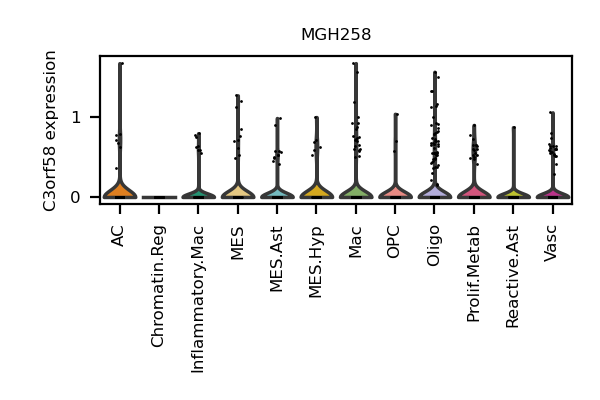 MGH258
C3orf58 expression
1
0
AC
Chromatin.Reg
Inflammatory.Mac
MES
MES.Ast
MES.Hyp
Mac
OPC
Oligo
Prolif.Metab
Reactive.Ast
Vasc